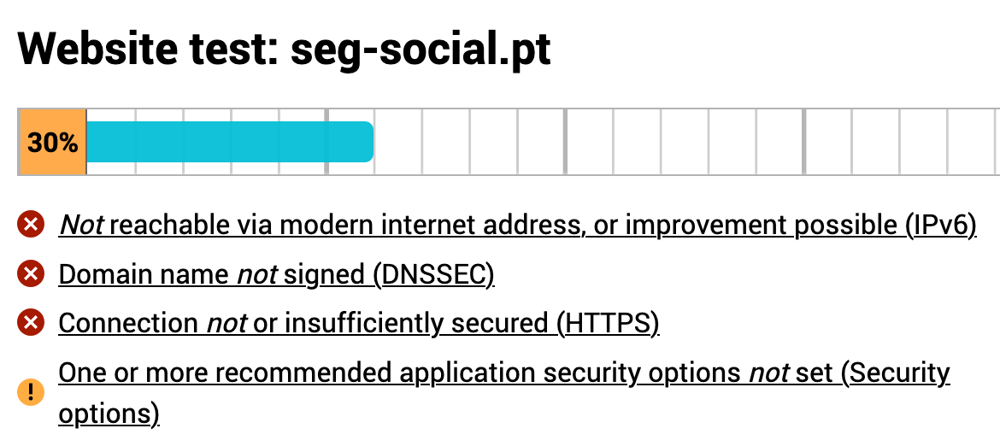 Website test: seg-social.pt
30%
Not reachable via modern internet address, or improvement possible (IPv6)
Domain name not signed (DNSSEC)
Connection not or insufficiently secured (HTTPS)
One or more recommended application security options not set (Security
options)